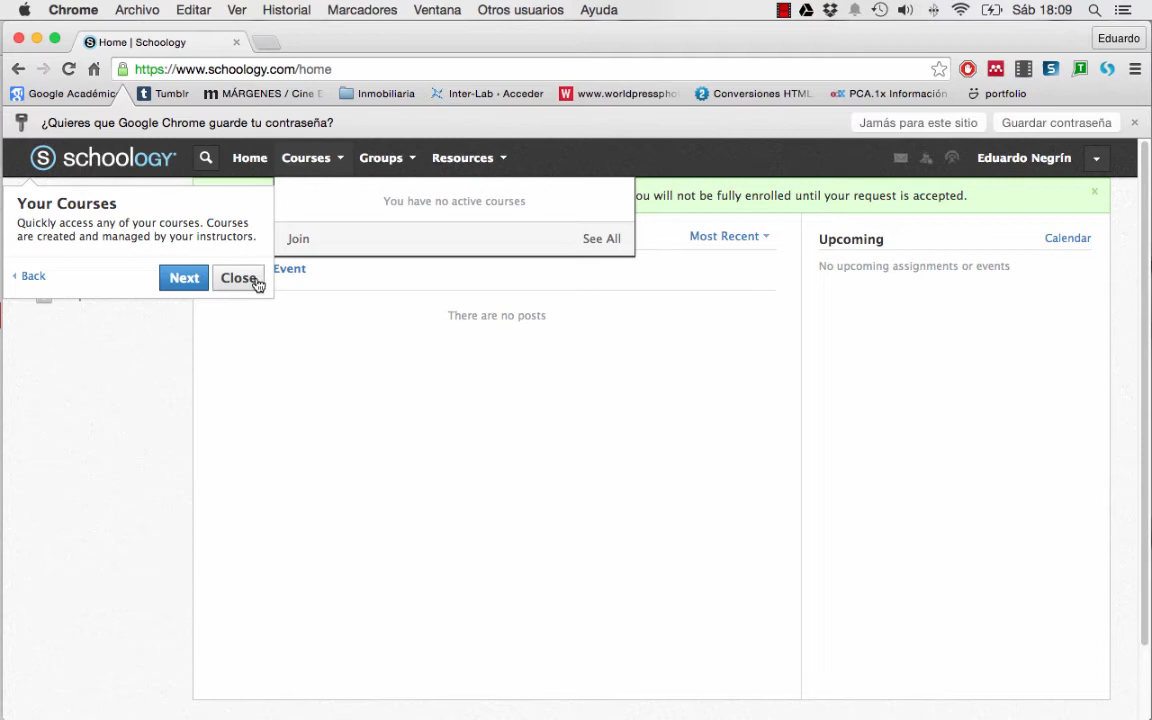 Chrome Archivo Editar Ver Historial Marcadores Ventana Otros usuarios Ayuda Sáb 18:09
Home | Schoology Eduardo
https://www.schoology.com/home
Google Académic Tumblr MÁRGENES / Cine E Inmobiliaria Inter-Lab › Acceder www.worldpresspho Conversiones HTML PCA.1x Información portfolio
¿Quieres que Google Chrome guarde tu contraseña? Jamás para este sitio Guardar contraseña
schoology Home Courses Groups Resources Eduardo Negrín
Your Courses
Quickly access any of your courses. Courses
are created and managed by your instructors.
Back Next Close
You have no active courses
Join See All
ou will not be fully enrolled until your request is accepted.
Most Recent
Event
There are no posts
Upcoming Calendar
No upcoming assignments or events